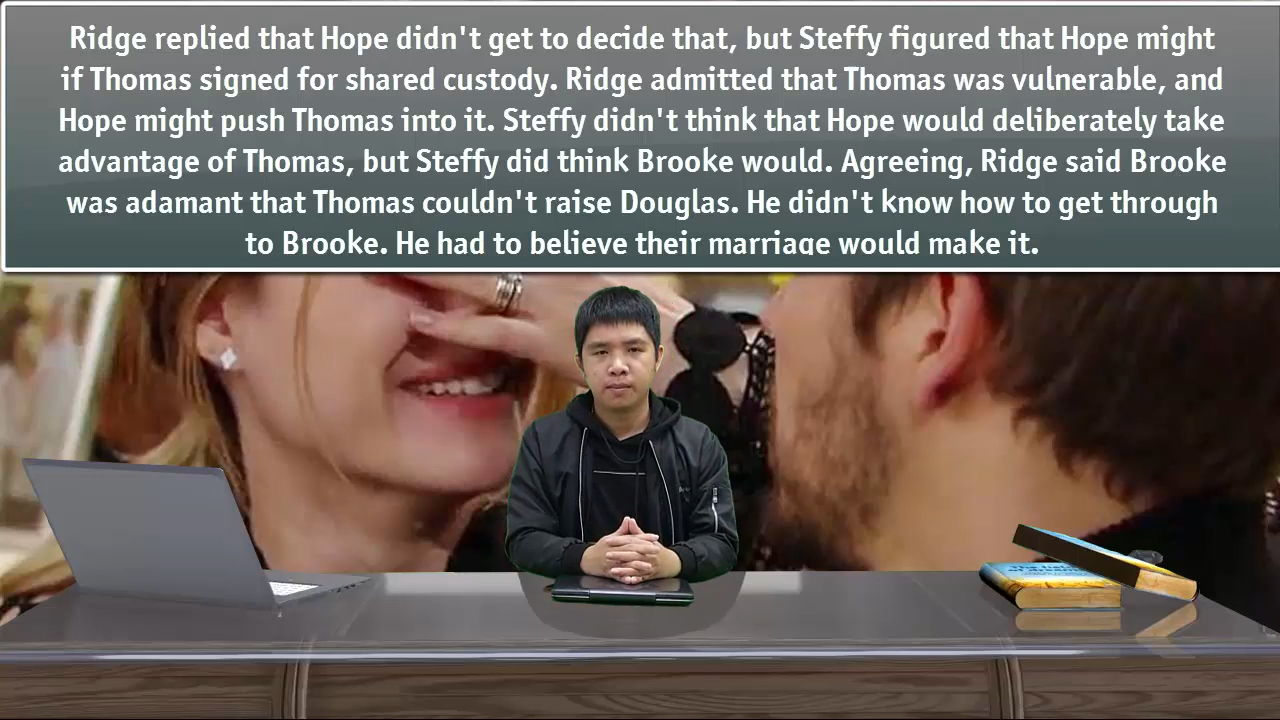 Ridge replied that Hope didn't get to decide that, but Steffy figured that Hope might
if Thomas signed for shared custody. Ridge admitted that Thomas was vulnerable, and
Hope might push Thomas into it. Steffy didn't think that Hope would deliberately take
advantage of Thomas, but Steffy did think Brooke would. Agreeing, Ridge said Brooke
was adamant that Thomas couldn't raise Douglas. He didn't know how to get through
to Brooke. He had to believe their marriage would make it.